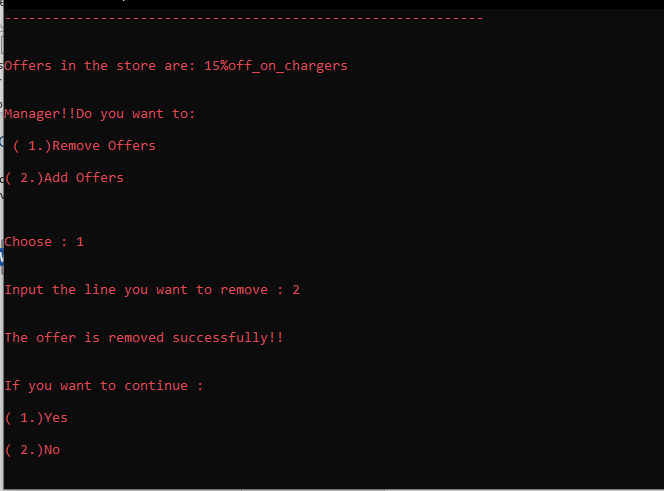 ---------------------------------------------------------
Offers in the store are: 15%off_on_chargers
Manager!!Do you want to:
( 1.)Remove Offers
( 2.)Add Offers
Choose : 1
Input the line you want to remove : 2
The offer is removed successfully!!
If you want to continue :
( 1.)Yes
( 2.)No